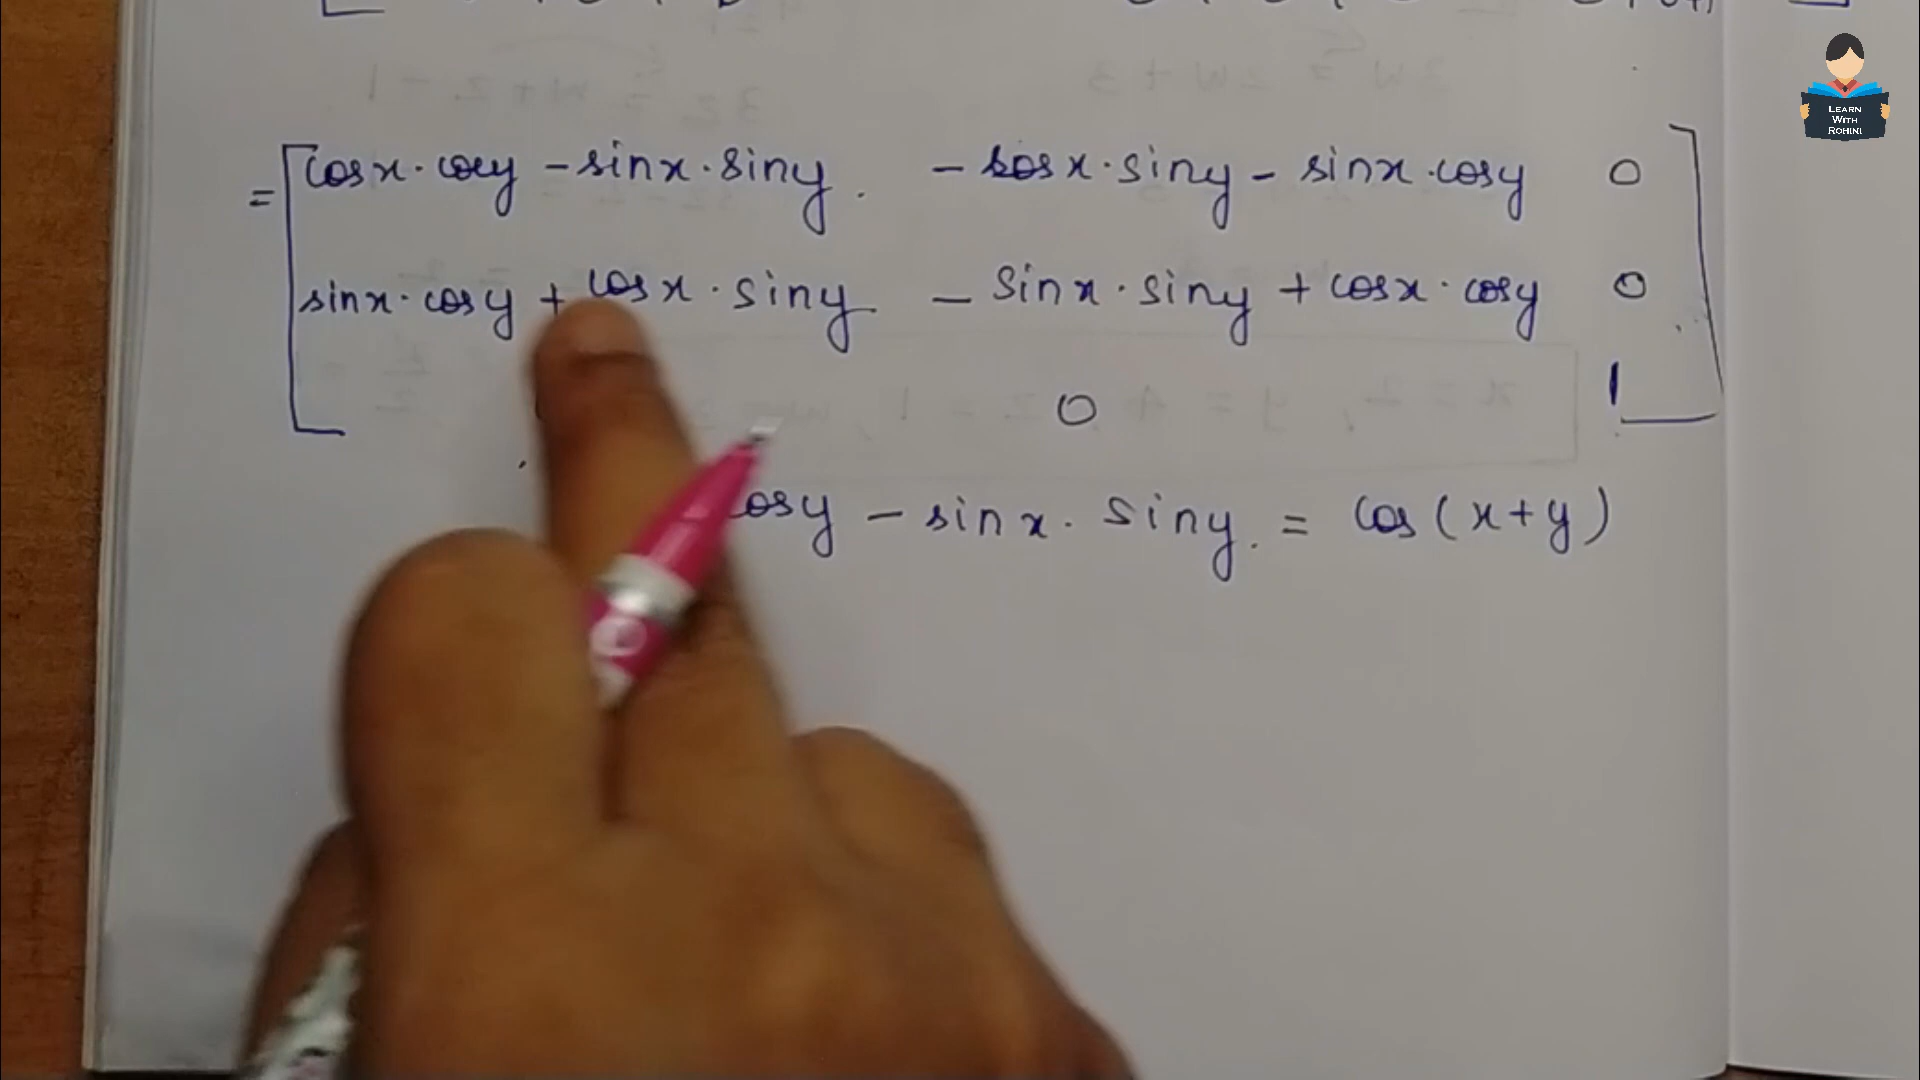 = [ cosx·cosy - sinx·siny. - cosx·siny - sinx·cosy 0
sinx·cosy + cosx·siny - sinx·siny + cosx·cosy 0
0 1 ]
cosy - sinx·siny. = cos(x+y)
LEARN
WITH
ROHINI